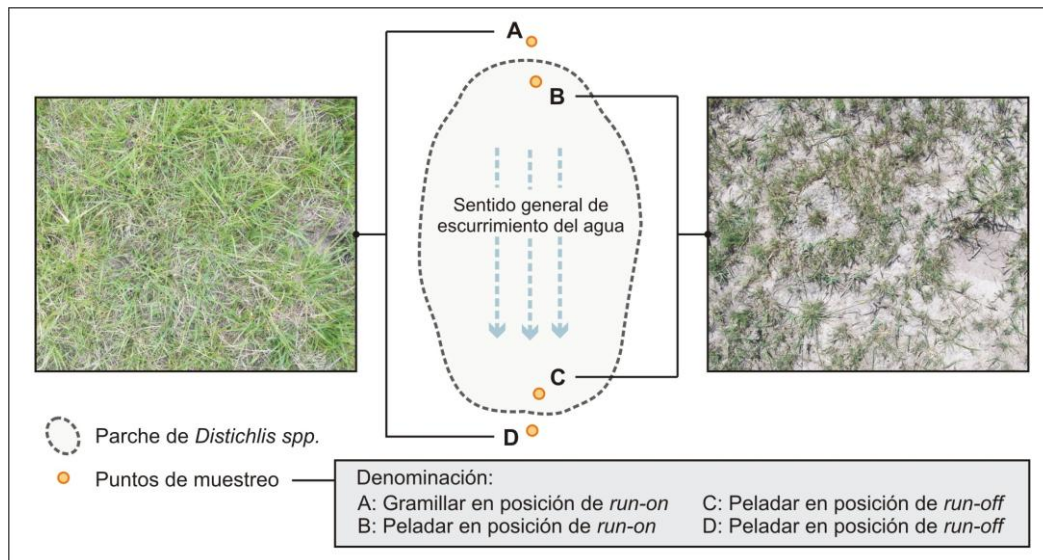 A
B
Sentido general de
escurrimiento del agua
C
D
Parche de Distichlis spp.
Puntos de muestreo
Denominación:
A: Gramillar en posición de run-on
C: Peladar en posición de run-off
B: Peladar en posición de run-on
D: Peladar en posición de run-off